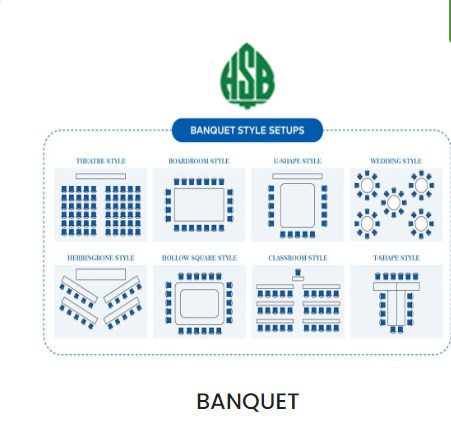 HSB
BANQUET STYLE SETUPS
THEATRE STYLE
BOARDROOM STYLE
U-SHAPE STYLE
WEDDING STYLE
HERRINGBONE STYLE
HOLLOW SQUARE STYLE
CLASSROOM STYLE
T-SHAPE STYLE
BANQUET